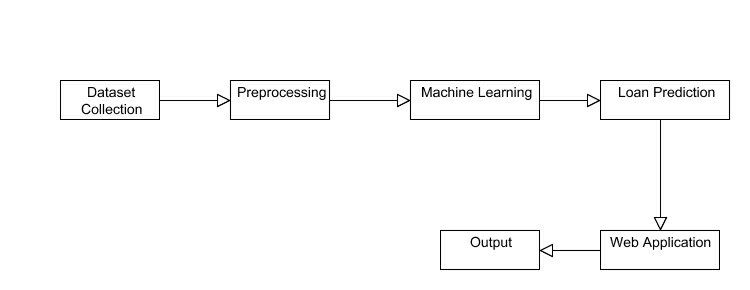 Dataset
Collection
Preprocessing
Machine Learning
Loan Prediction
Web Application
Output